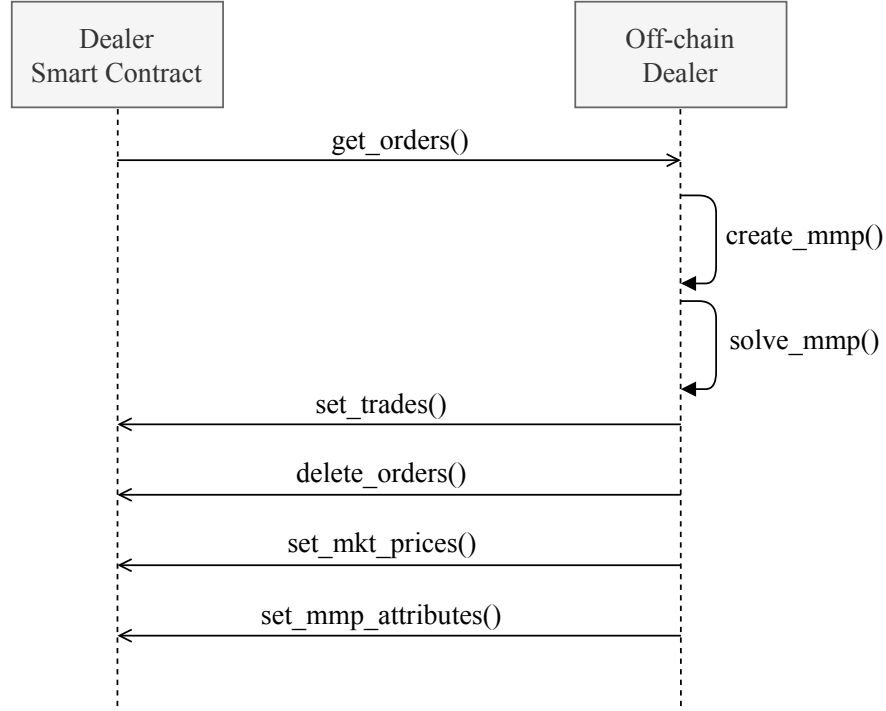 Dealer
Smart Contract
Off-chain
Dealer
get_orders()
create_mmp()
solve_mmp()
set_trades()
delete_orders()
set_mkt_prices()
set_mmp_attributes()